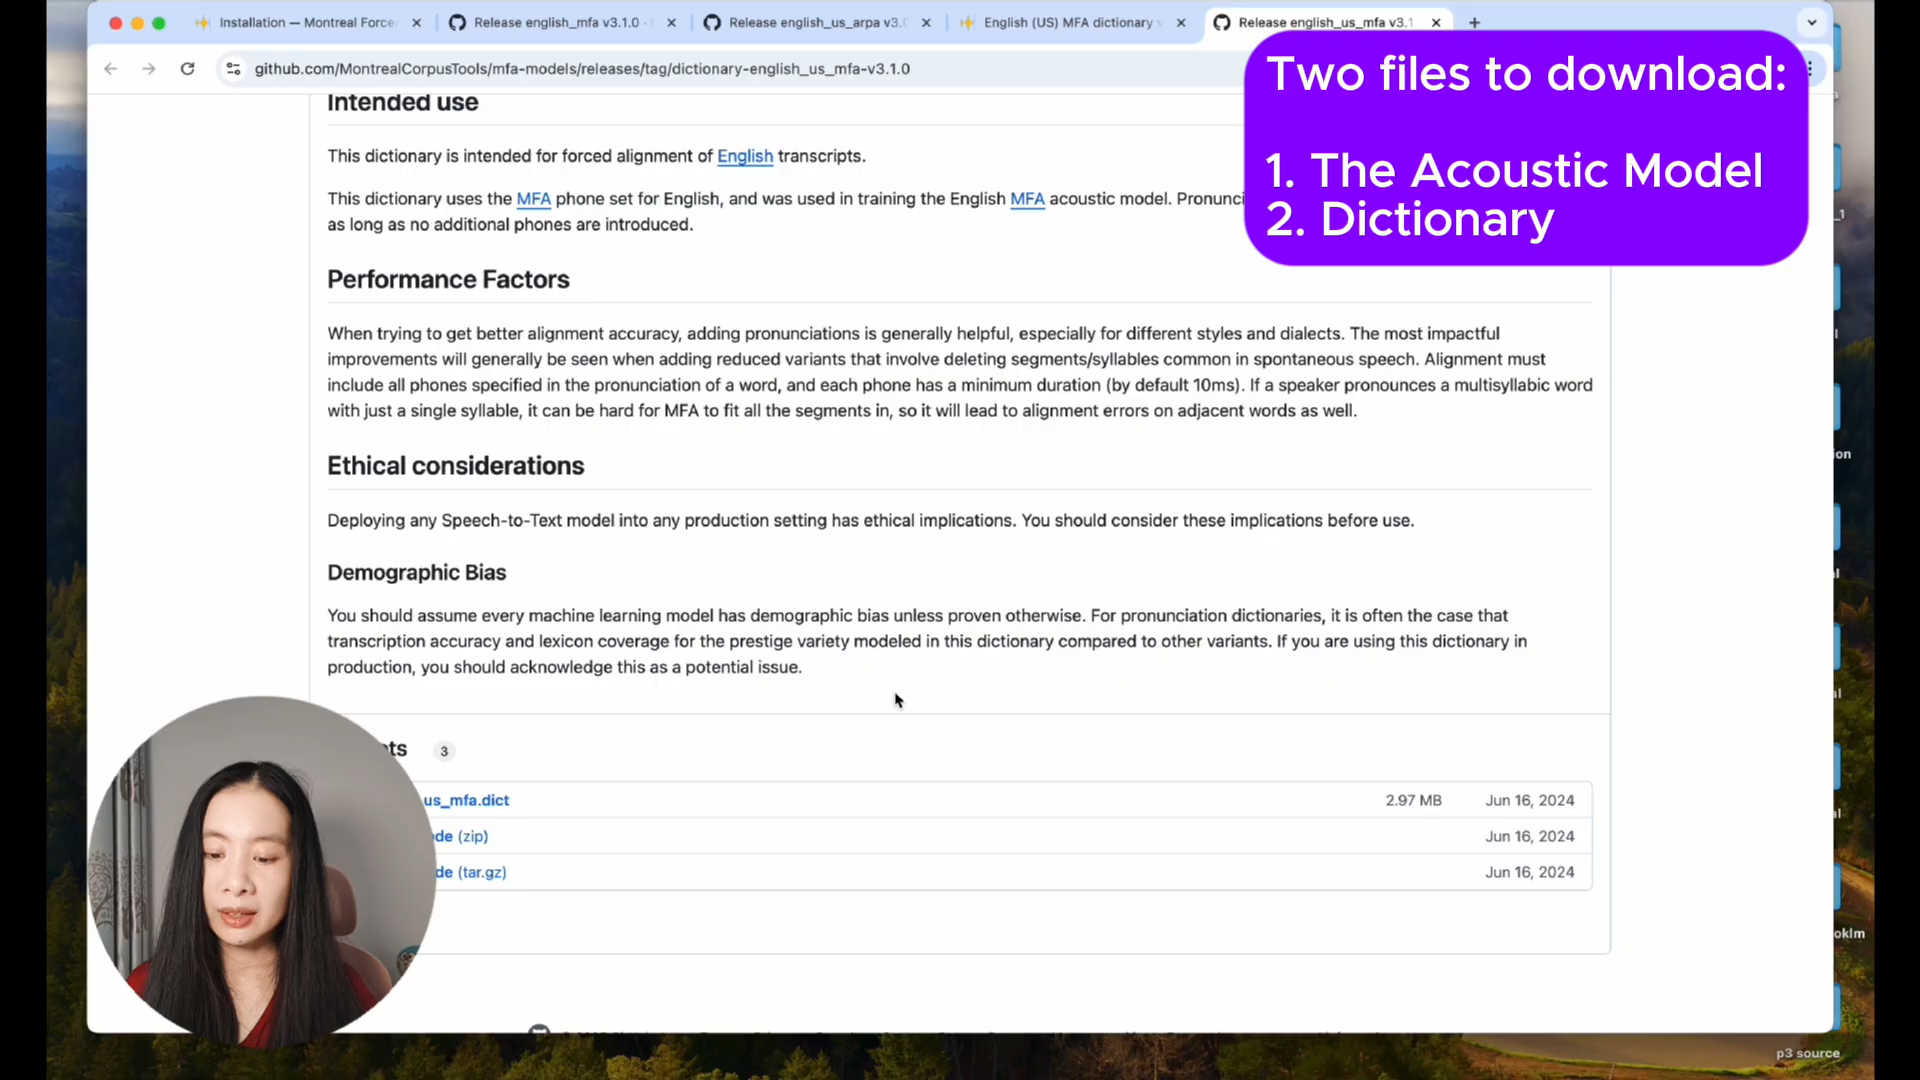 Installation — Montreal Force
Release english_mfa v3.1.0 ·
Release english_us_arpa v3.
English (US) MFA dictionary
Release english_us_mfa v3.1
github.com/MontrealCorpusTools/mfa-models/releases/tag/dictionary-english_us_mfa-v3.1.0
Two files to download:
1. The Acoustic Model
2. Dictionary
Intended use
This dictionary is intended for forced alignment of English transcripts.
This dictionary uses the MFA phone set for English, and was used in training the English MFA acoustic model. Pronunci
as long as no additional phones are introduced.
Performance Factors
When trying to get better alignment accuracy, adding pronunciations is generally helpful, especially for different styles and dialects. The most impactful
improvements will generally be seen when adding reduced variants that involve deleting segments/syllables common in spontaneous speech. Alignment must
include all phones specified in the pronunciation of a word, and each phone has a minimum duration (by default 10ms). If a speaker pronounces a multisyllabic word
with just a single syllable, it can be hard for MFA to fit all the segments in, so it will lead to alignment errors on adjacent words as well.
Ethical considerations
Deploying any Speech-to-Text model into any production setting has ethical implications. You should consider these implications before use.
Demographic Bias
You should assume every machine learning model has demographic bias unless proven otherwise. For pronunciation dictionaries, it is often the case that
transcription accuracy and lexicon coverage for the prestige variety modeled in this dictionary compared to other variants. If you are using this dictionary in
production, you should acknowledge this as a potential issue.
ts 3
us_mfa.dict 2.97 MB Jun 16, 2024
de (zip) Jun 16, 2024
de (tar.gz) Jun 16, 2024
_1
ion
oklm
p3 source